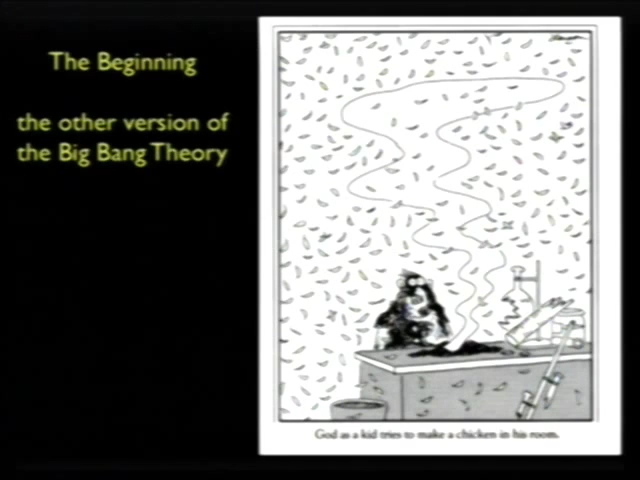 The Beginning
the other version of
the Big Bang Theory
God as a kid tries to make a chicken in his room.